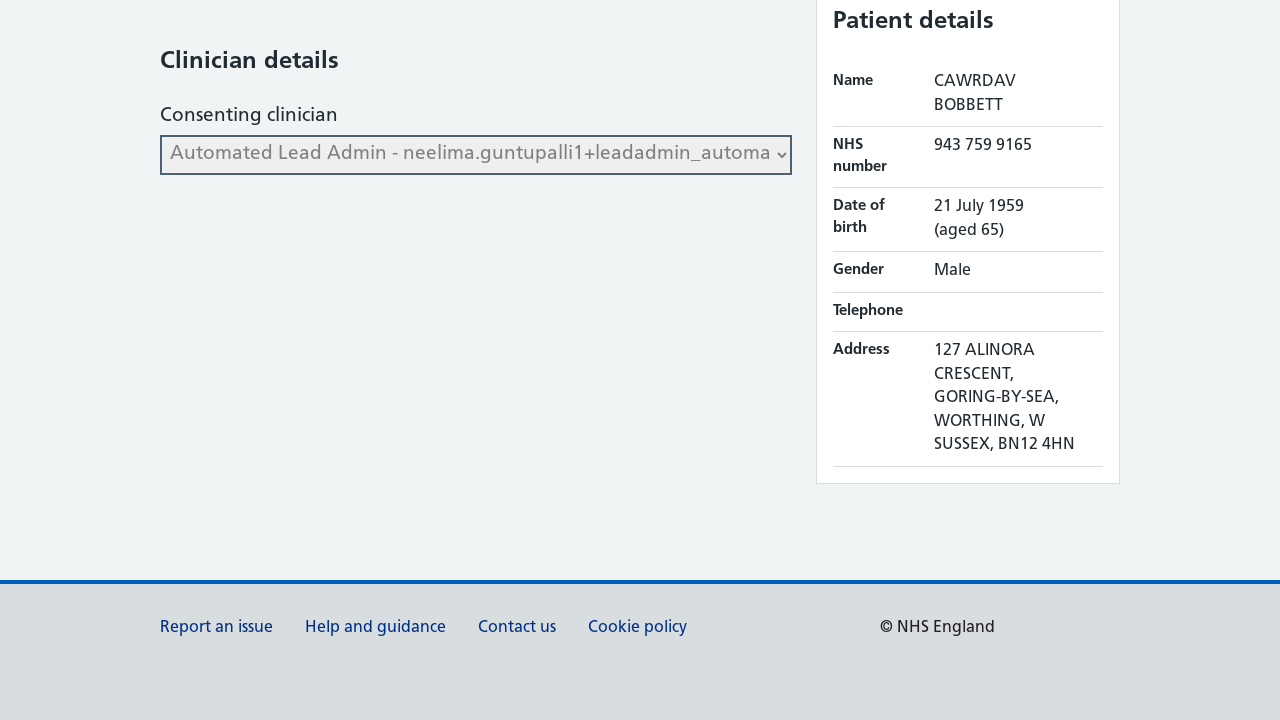 Clinician details
Consenting clinician
Automated Lead Admin - neelima.guntupalli1+leadadmin_automa
Patient details
Name
CAWRDAV
BOBBETT
NHS
number
943 759 9165
Date of
birth
21 July 1959
(aged 65)
Gender
Male
Telephone
Address
127 ALINORA
CRESCENT,
GORING-BY-SEA,
WORTHING, W
SUSSEX, BN12 4HN
Report an issue
Help and guidance
Contact us
Cookie policy
© NHS England